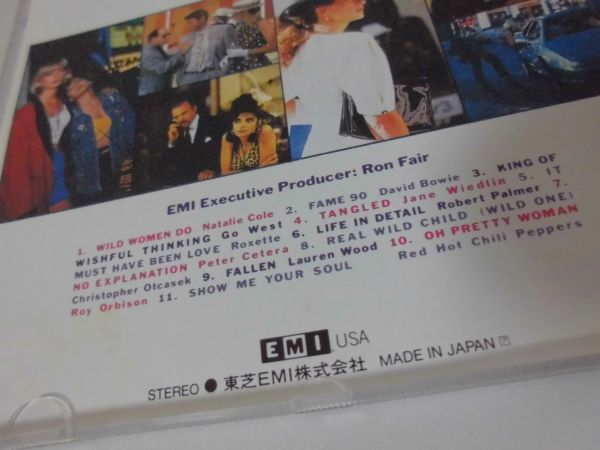 EMI Executive Producer: Ron Fair
1. WILD WOMEN DO Natalie Cole 2. FAME 90 David Bowie 3. KING OF
WISHFUL THINKING Go West 4. TANGLED Jane Wiedlin 5. IT
MUST HAVE BEEN LOVE Roxette 6. LIFE IN DETAIL Robert Palmer 7.
NO EXPLANATION Peter Cetera 8. REAL WILD CHILD (WILD ONE)
Christopher Otcasek 9. FALLEN Lauren Wood 10. OH PRETTY WOMAN
Roy Orbison 11. SHOW ME YOUR SOUL Red Hot Chili Peppers
EMI.USA
STEREO ● 東芝EMI株式会社 MADE IN JAPAN P